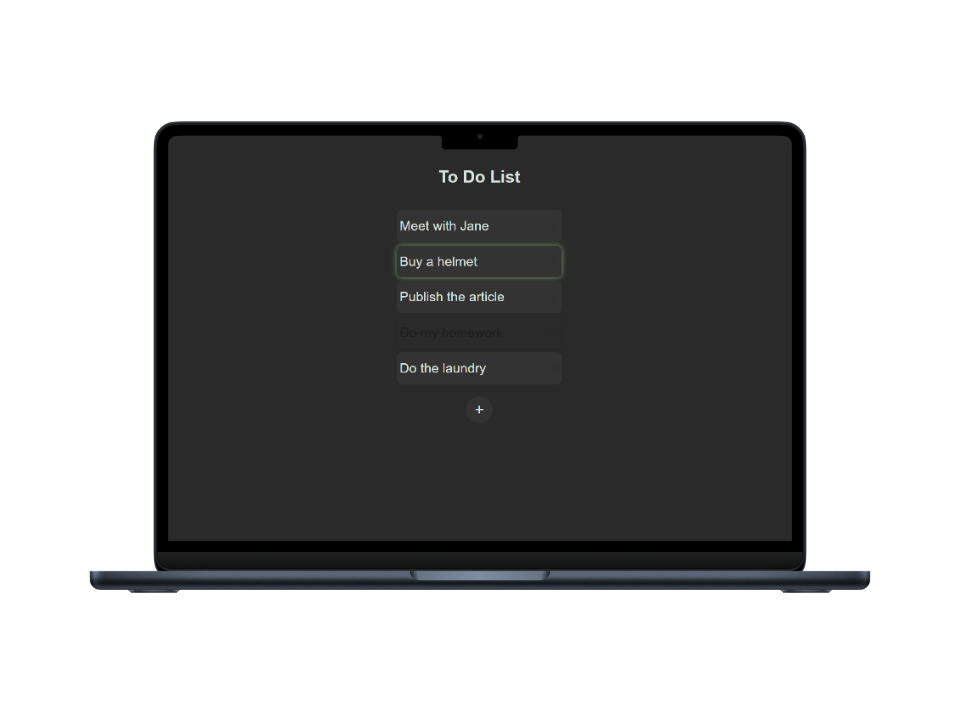 To Do List
Meet with Jane
Buy a helmet
Publish the article
Do my homework
Do the laundry
+